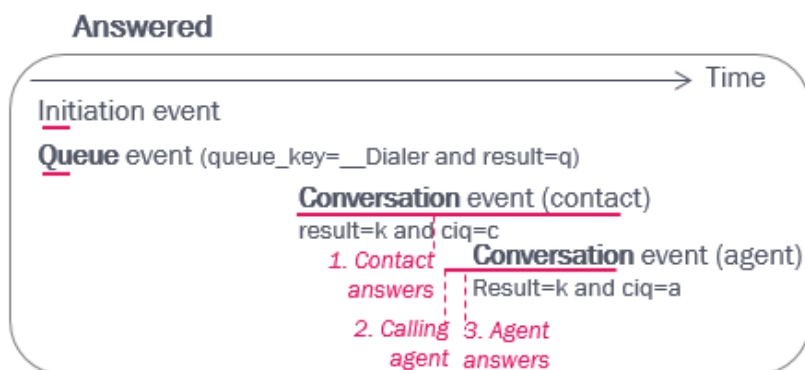 Answered
Time
Initiation event
Queue event (queue_key=__Dialer and result=q)
Conversation event (contact)
result=k and ciq=c
1. Contact
answers
Conversation event (agent)
Result=k and ciq=a
2. Calling
agent
3. Agent
answers